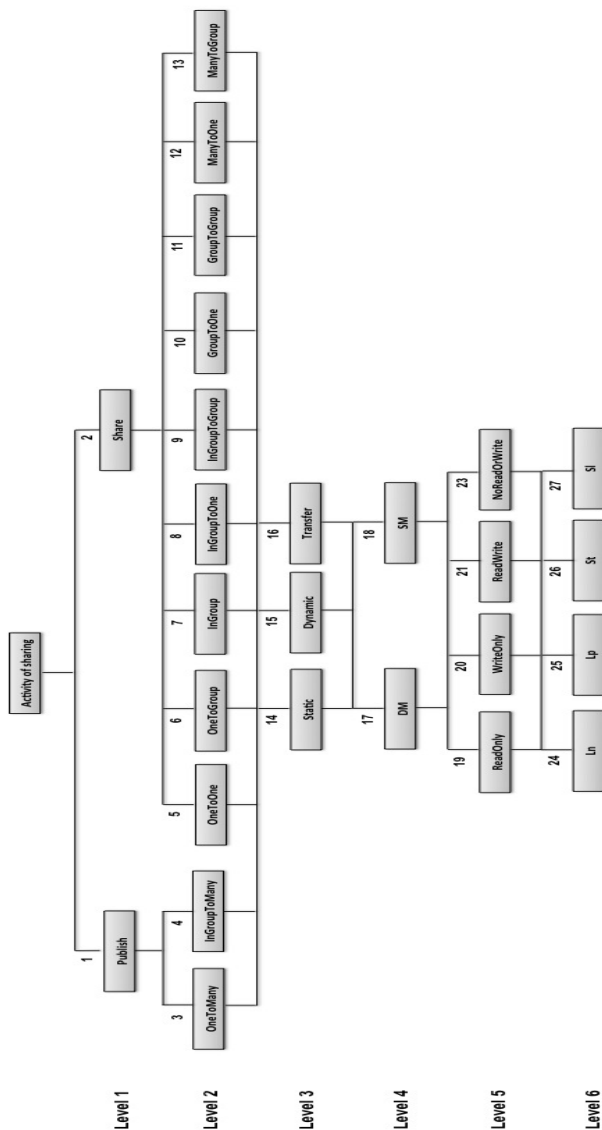 Activity of sharing
Level 1
1
Publish
2
Share
Level 2
3
OneToMany
4
InGroupToMany
5
OneToOne
6
OneToGroup
7
InGroup
8
InGroupToOne
9
InGroupToGroup
10
GroupToOne
11
GroupToGroup
12
ManyToOne
13
ManyToGroup
Level 3
14
Static
15
Dynamic
16
Transfer
Level 4
17
DM
18
SM
Level 5
19
ReadOnly
20
WriteOnly
21
ReadWrite
23
NoReadOrWrite
Level 6
24
Ln
25
Lp
26
St
27
Sl